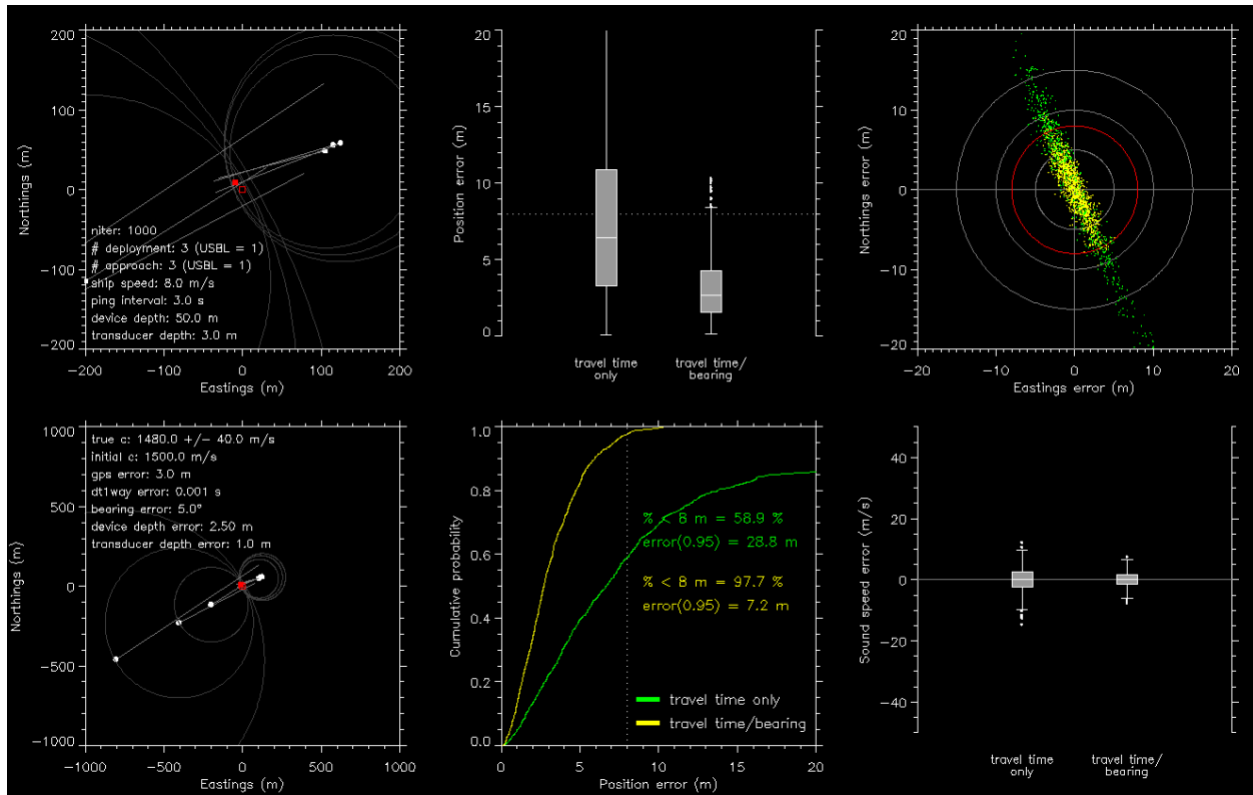 200
100
0
-100
-200
Northings (m)
niter: 1000
# deployment: 3 (USBL = 1)
# approach: 3 (USBL = 1)
ship speed: 8.0 m/s
ping interval: 3.0 s
device depth: 50.0 m
transducer depth: 3.0 m
-200 -100 0 100 200
Eastings (m)
20
15
10
5
0
Position error (m)
travel time
only
travel time/
bearing
20
10
0
-10
-20
Northings error (m)
-20 -10 0 10 20
Eastings error (m)
1000
500
0
-500
-1000
Northings (m)
true c: 1480.0 +/- 40.0 m/s
initial c: 1500.0 m/s
gps error: 3.0 m
dt1way error: 0.001 s
bearing error: 5.0°
device depth error: 2.50 m
transducer depth error: 1.0 m
-1000 -500 0 500 1000
Eastings (m)
1.0
0.8
0.6
0.4
0.2
0.0
Cumulative probability
% < 8 m = 58.9 %
error(0.95) = 28.8 m
% < 8 m = 97.7 %
error(0.95) = 7.2 m
travel time only
travel time/bearing
0 5 10 15 20
Position error (m)
40
20
0
-20
-40
Sound speed error (m/s)
travel time
only
travel time/
bearing